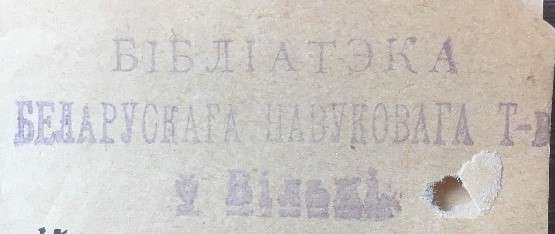 БІБЛІАТЭКА
БЕЛАРУСКАГА НАВУКОВАГА Т-ва
ў Вільні.